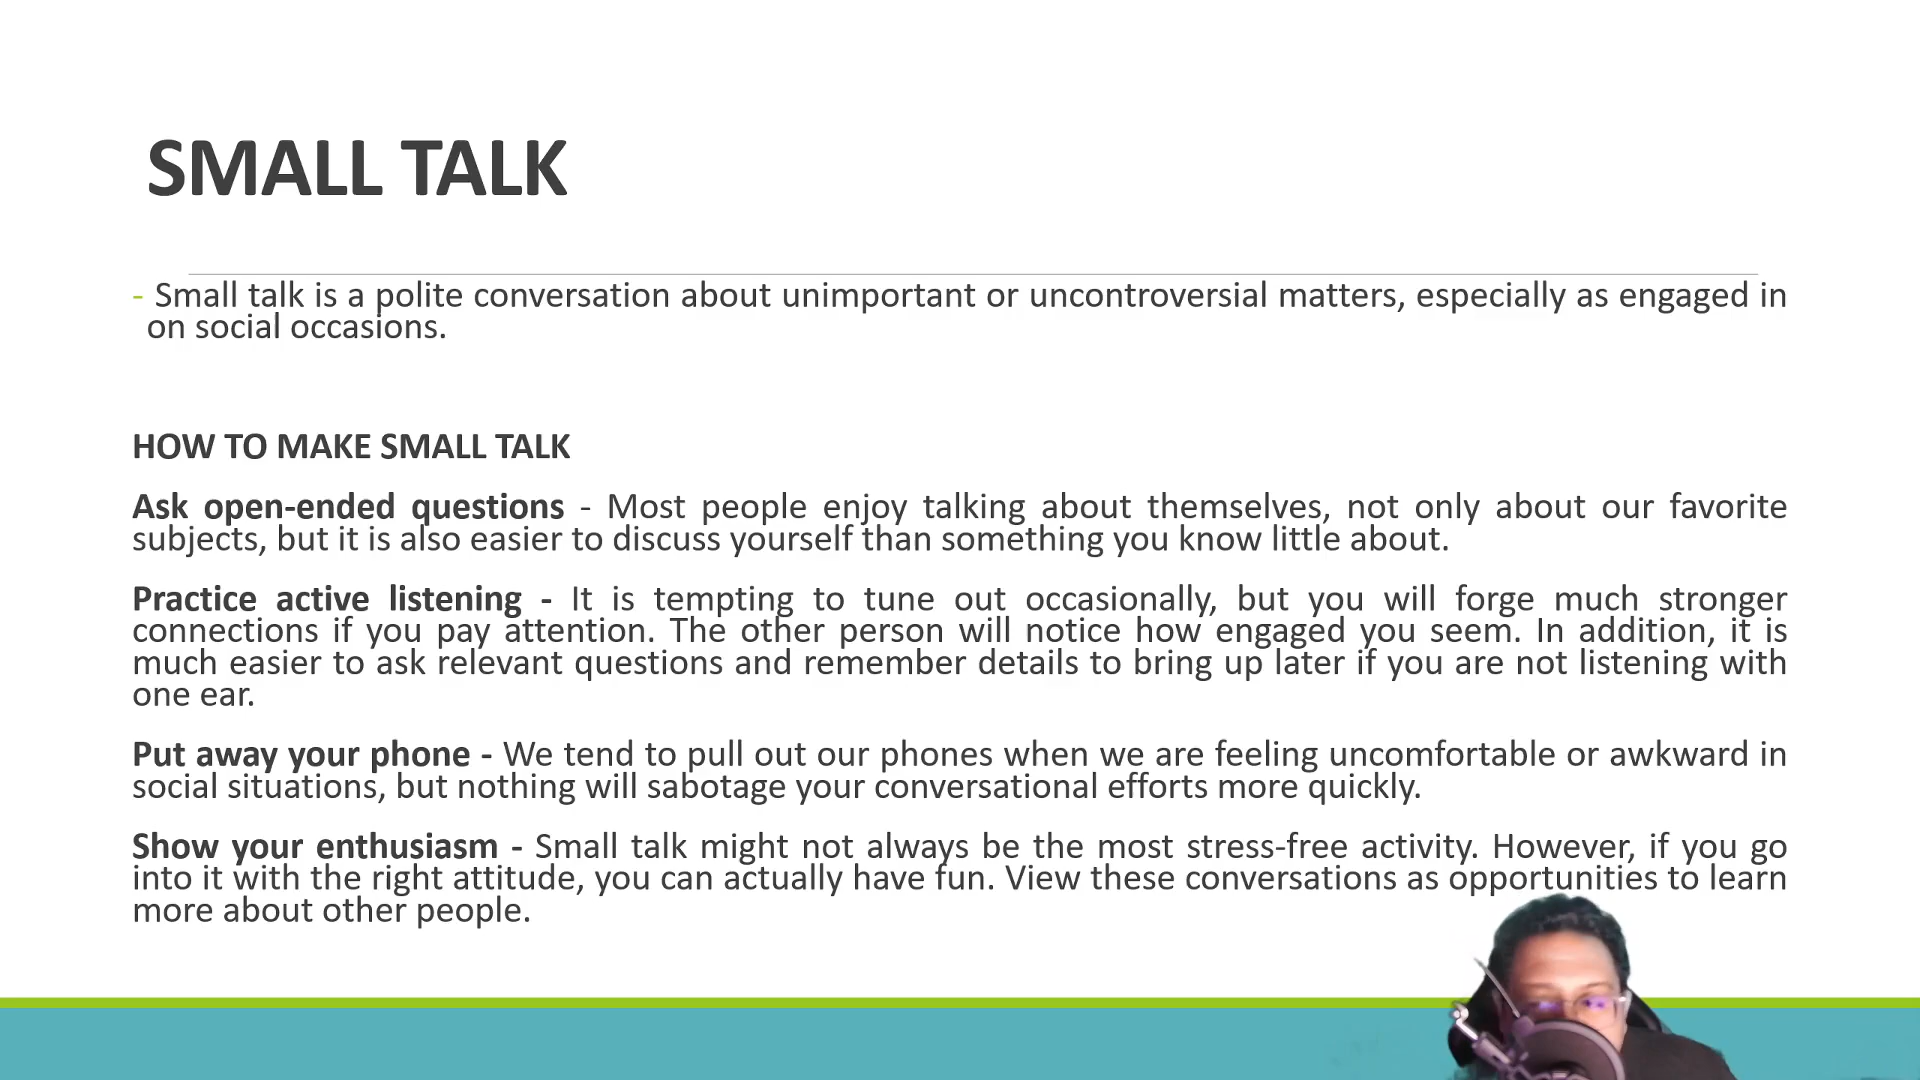 SMALL TALK
- Small talk is a polite conversation about unimportant or uncontroversial matters, especially as engaged in
on social occasions.
HOW TO MAKE SMALL TALK
Ask open-ended questions - Most people enjoy talking about themselves, not only about our favorite
subjects, but it is also easier to discuss yourself than something you know little about.
Practice active listening - It is tempting to tune out occasionally, but you will forge much stronger
connections if you pay attention. The other person will notice how engaged you seem. In addition, it is
much easier to ask relevant questions and remember details to bring up later if you are not listening with
one ear.
Put away your phone - We tend to pull out our phones when we are feeling uncomfortable or awkward in
social situations, but nothing will sabotage your conversational efforts more quickly.
Show your enthusiasm - Small talk might not always be the most stress-free activity. However, if you go
into it with the right attitude, you can actually have fun. View these conversations as opportunities to learn
more about other people.